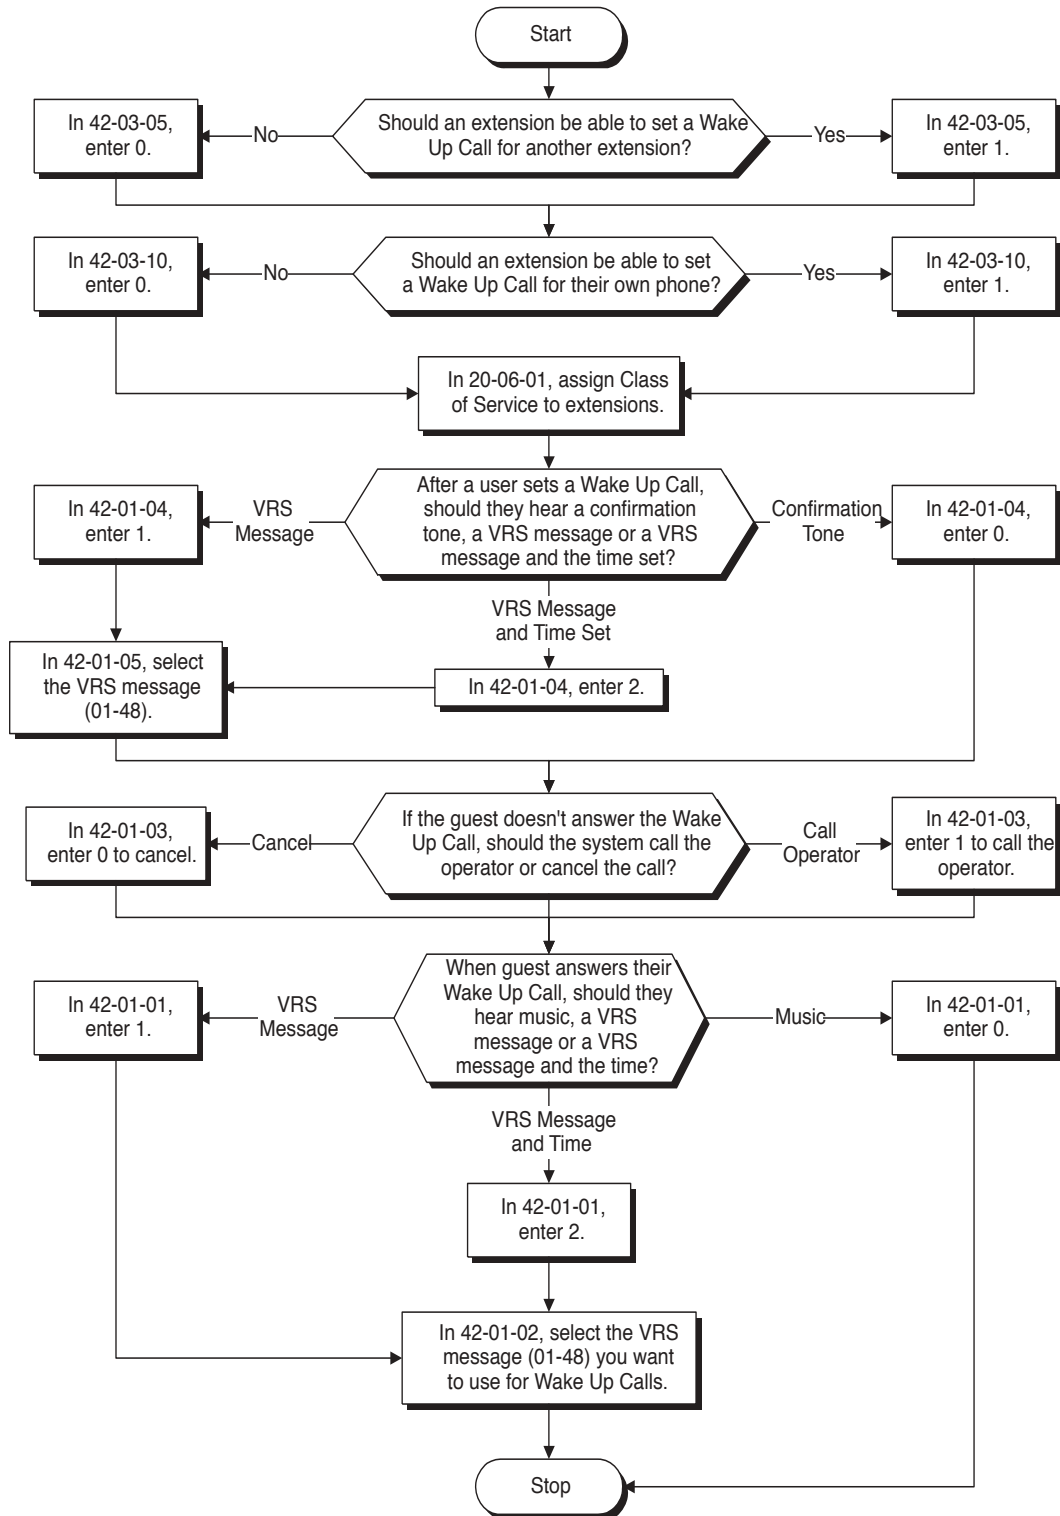 Start
In 42-03-05,
enter 0.
No
Should an extension be able to set a Wake
Up Call for another extension?
Yes
In 42-03-05,
enter 1.
In 42-03-10,
enter 0.
No
Should an extension be able to set
a Wake Up Call for their own phone?
Yes
In 42-03-10,
enter 1.
In 20-06-01, assign Class
of Service to extensions.
In 42-01-04,
enter 1.
VRS
Message
After a user sets a Wake Up Call,
should they hear a confirmation
tone, a VRS message or a VRS
message and the time set?
Confirmation
Tone
In 42-01-04,
enter 0.
VRS Message
and Time Set
In 42-01-05, select
the VRS message
(01-48).
In 42-01-04, enter 2.
In 42-01-03,
enter 0 to cancel.
Cancel
If the guest doesn't answer the Wake
Up Call, should the system call the
operator or cancel the call?
Call
Operator
In 42-01-03,
enter 1 to call the
operator.
In 42-01-01,
enter 1.
VRS
Message
When guest answers their
Wake Up Call, should they
hear music, a VRS
message or a VRS
message and the time?
Music
In 42-01-01,
enter 0.
VRS Message
and Time
In 42-01-01,
enter 2.
In 42-01-02, select the VRS
message (01-48) you want
to use for Wake Up Calls.
Stop